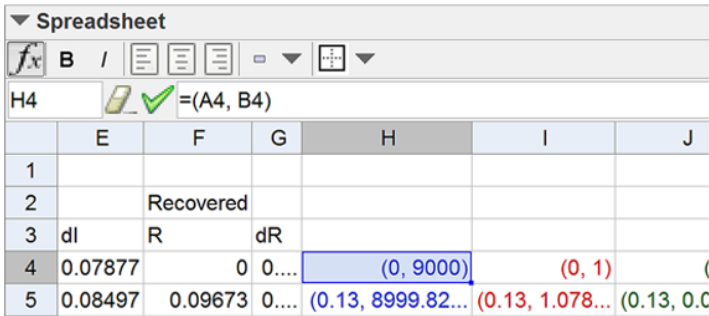 Spreadsheet
fx B I
H4 =(A4, B4)
E F G H I J
1
2 Recovered
3 dI R dR
4 0.07877 0 0.... (0, 9000) (0, 1) (
5 0.08497 0.09673 0.... (0.13, 8999.82... (0.13, 1.078... (0.13, 0.0